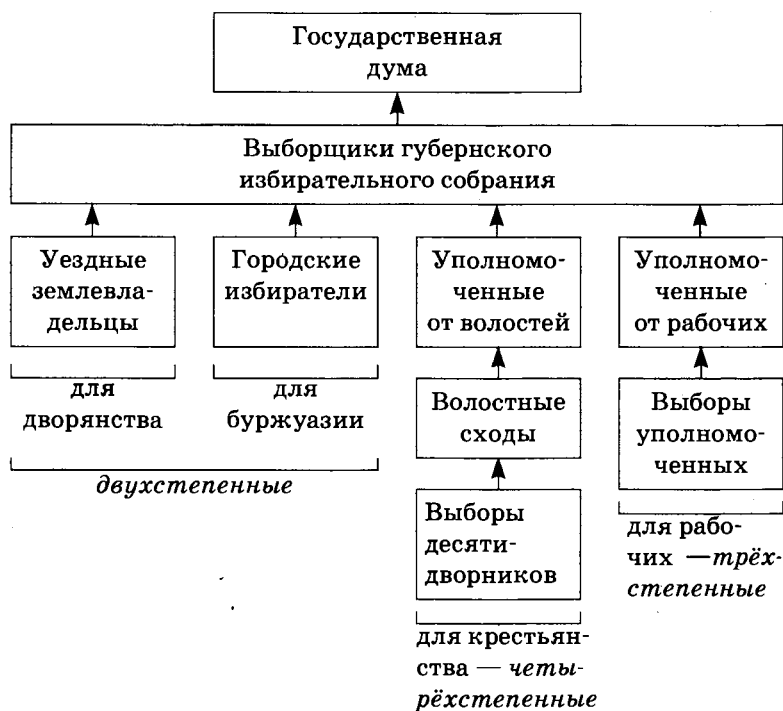 Государственная
дума
Выборщики губернского
избирательного собрания
Уездные
землевла-
дельцы
Городские
избиратели
Уполномо-
ченные
от волостей
Уполномо-
ченные
от рабочих
для
дворянства
для
буржуазии
двухстепенные
Волостные
сходы
Выборы
уполномо-
ченных
Выборы
десяти-
дворников
для рабо-
чих —трёх-
степенные
для крестьян-
ства — четы-
рёхстепенные